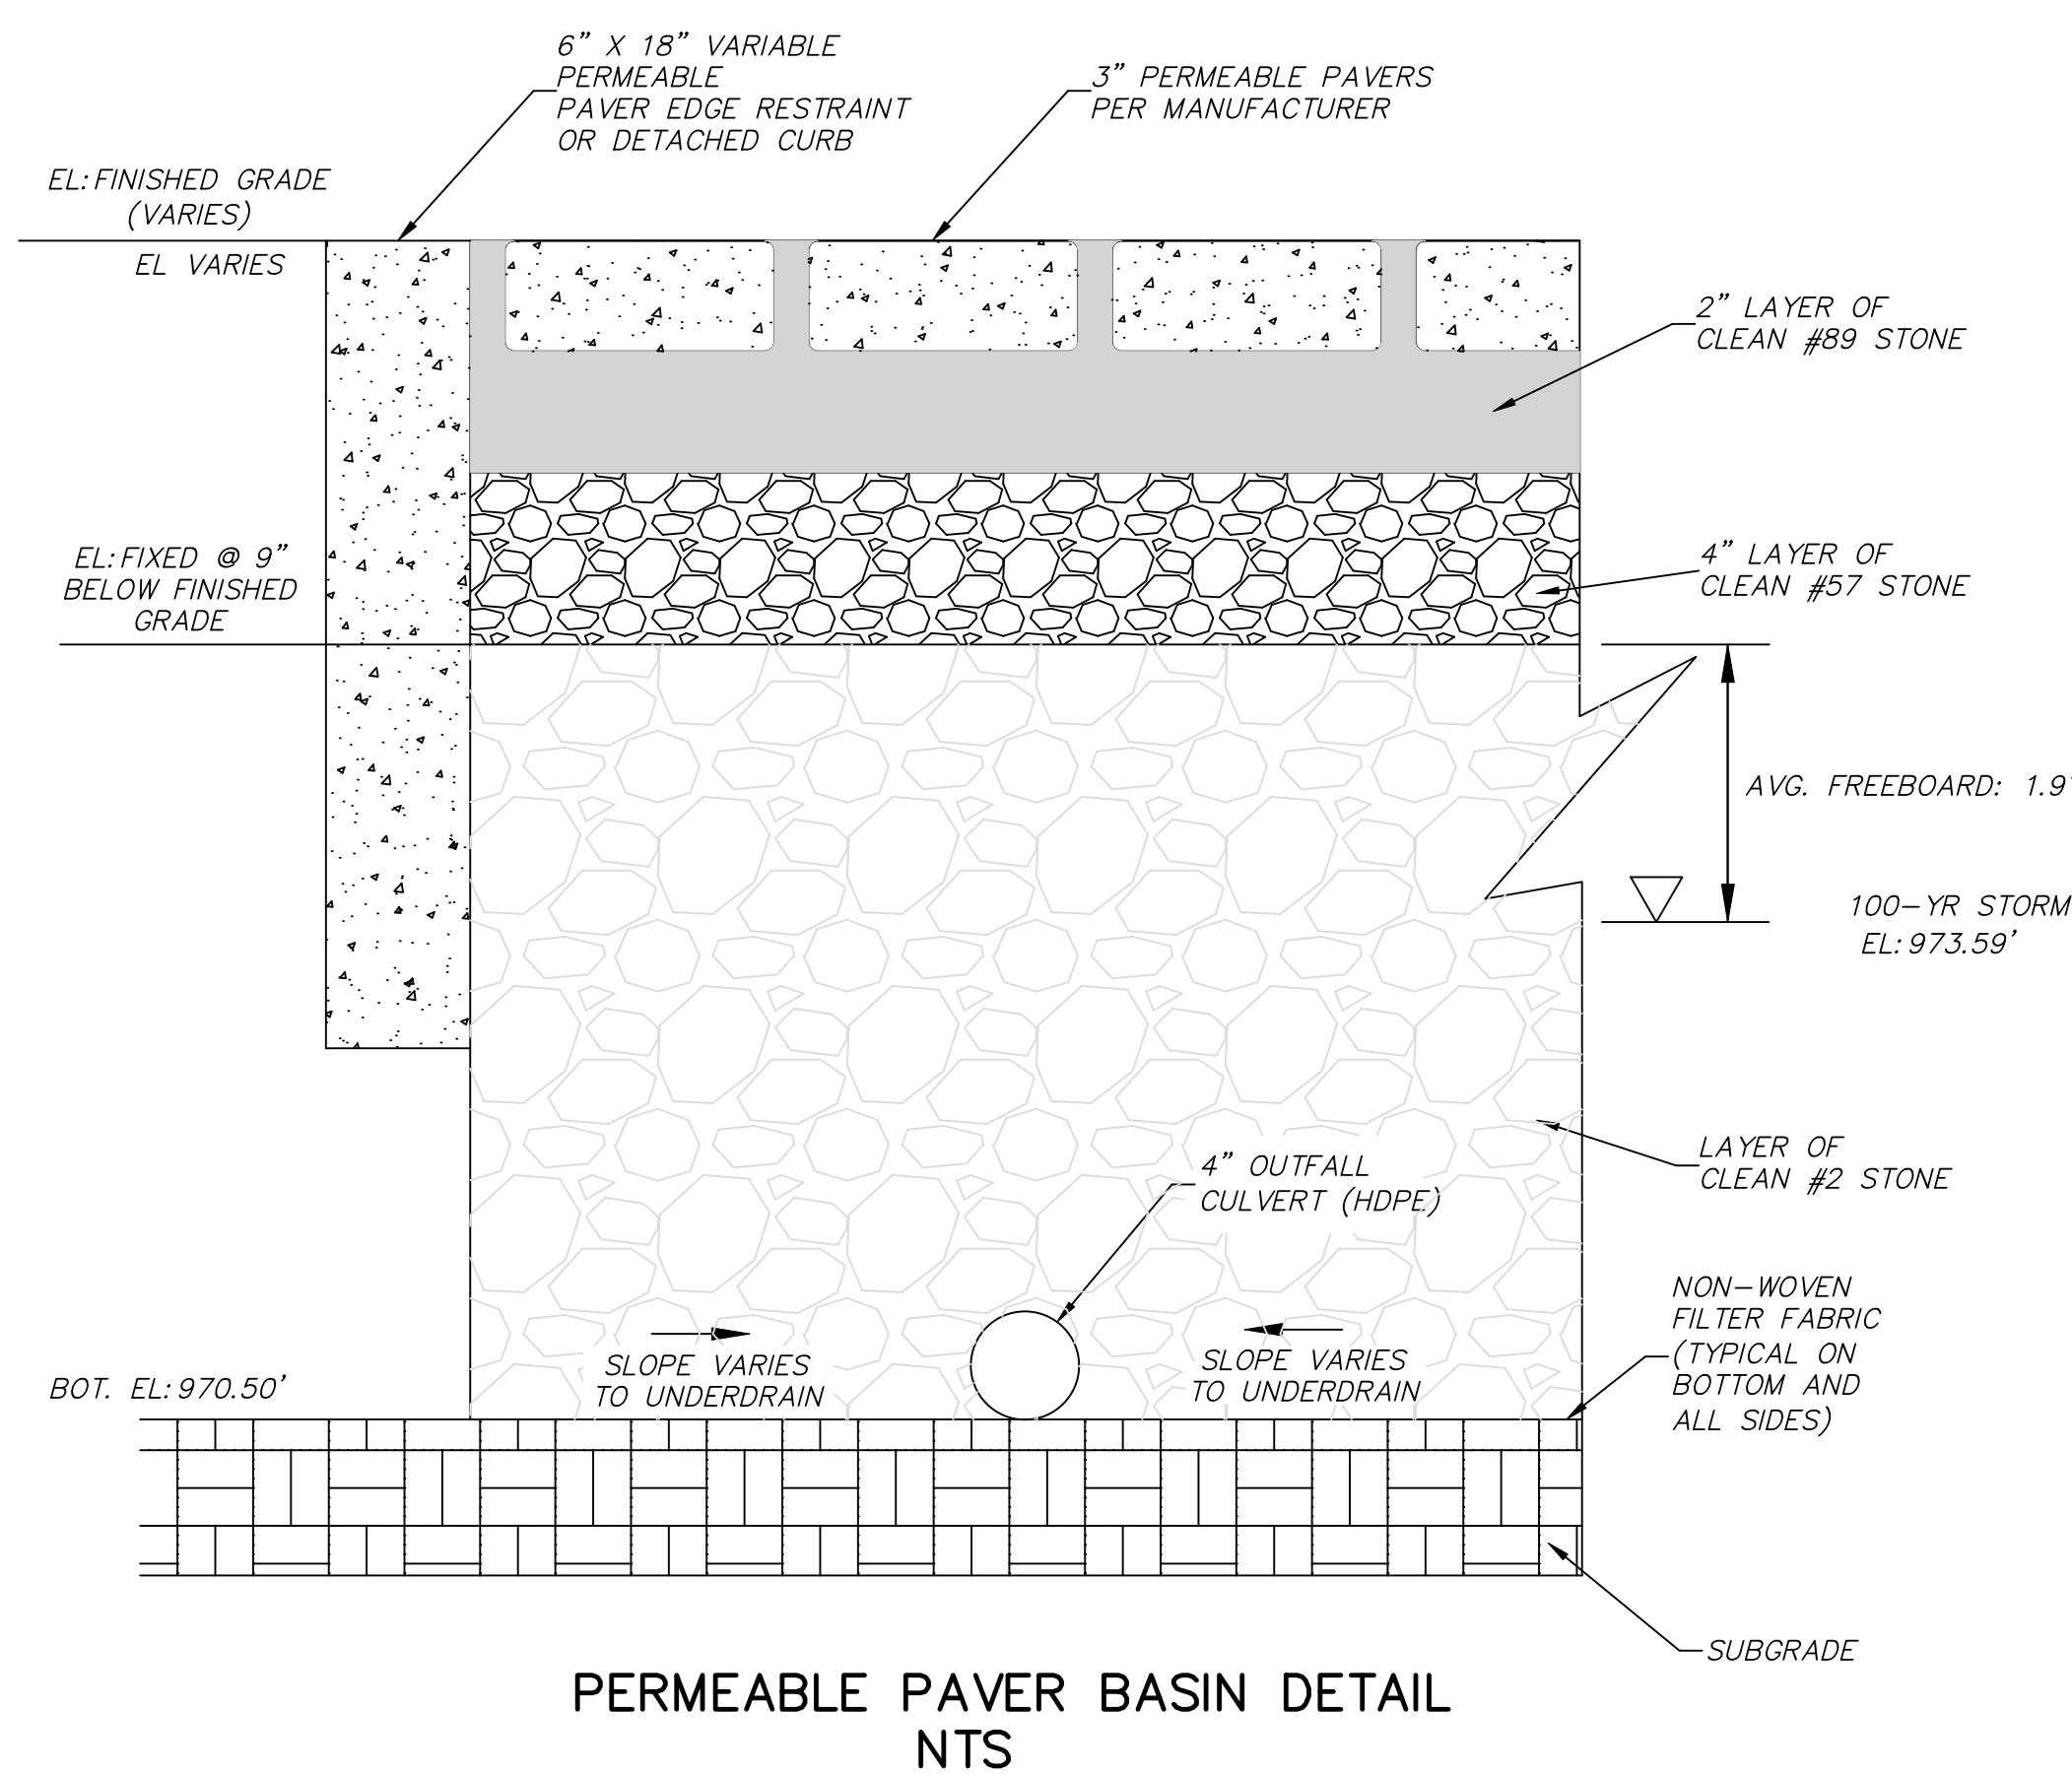 6" X 18" VARIABLE
PERMEABLE
PAVER EDGE RESTRAINT
OR DETACHED CURB
3" PERMEABLE PAVERS
PER MANUFACTURER
EL: FINISHED GRADE
(VARIES)
EL VARIES
2" LAYER OF
CLEAN #89 STONE
EL: FIXED @ 9"
BELOW FINISHED
GRADE
4" LAYER OF
CLEAN #57 STONE
AVG. FREEBOARD: 1.9'
100-YR STORM
EL: 973.59'
LAYER OF
CLEAN #2 STONE
4" OUTFALL
CULVERT (HDPE)
NON-WOVEN
FILTER FABRIC
(TYPICAL ON
BOTTOM AND
ALL SIDES)
SLOPE VARIES
TO UNDERDRAIN
SLOPE VARIES
TO UNDERDRAIN
BOT. EL: 970.50'
SUBGRADE
PERMEABLE PAVER BASIN DETAIL
NTS